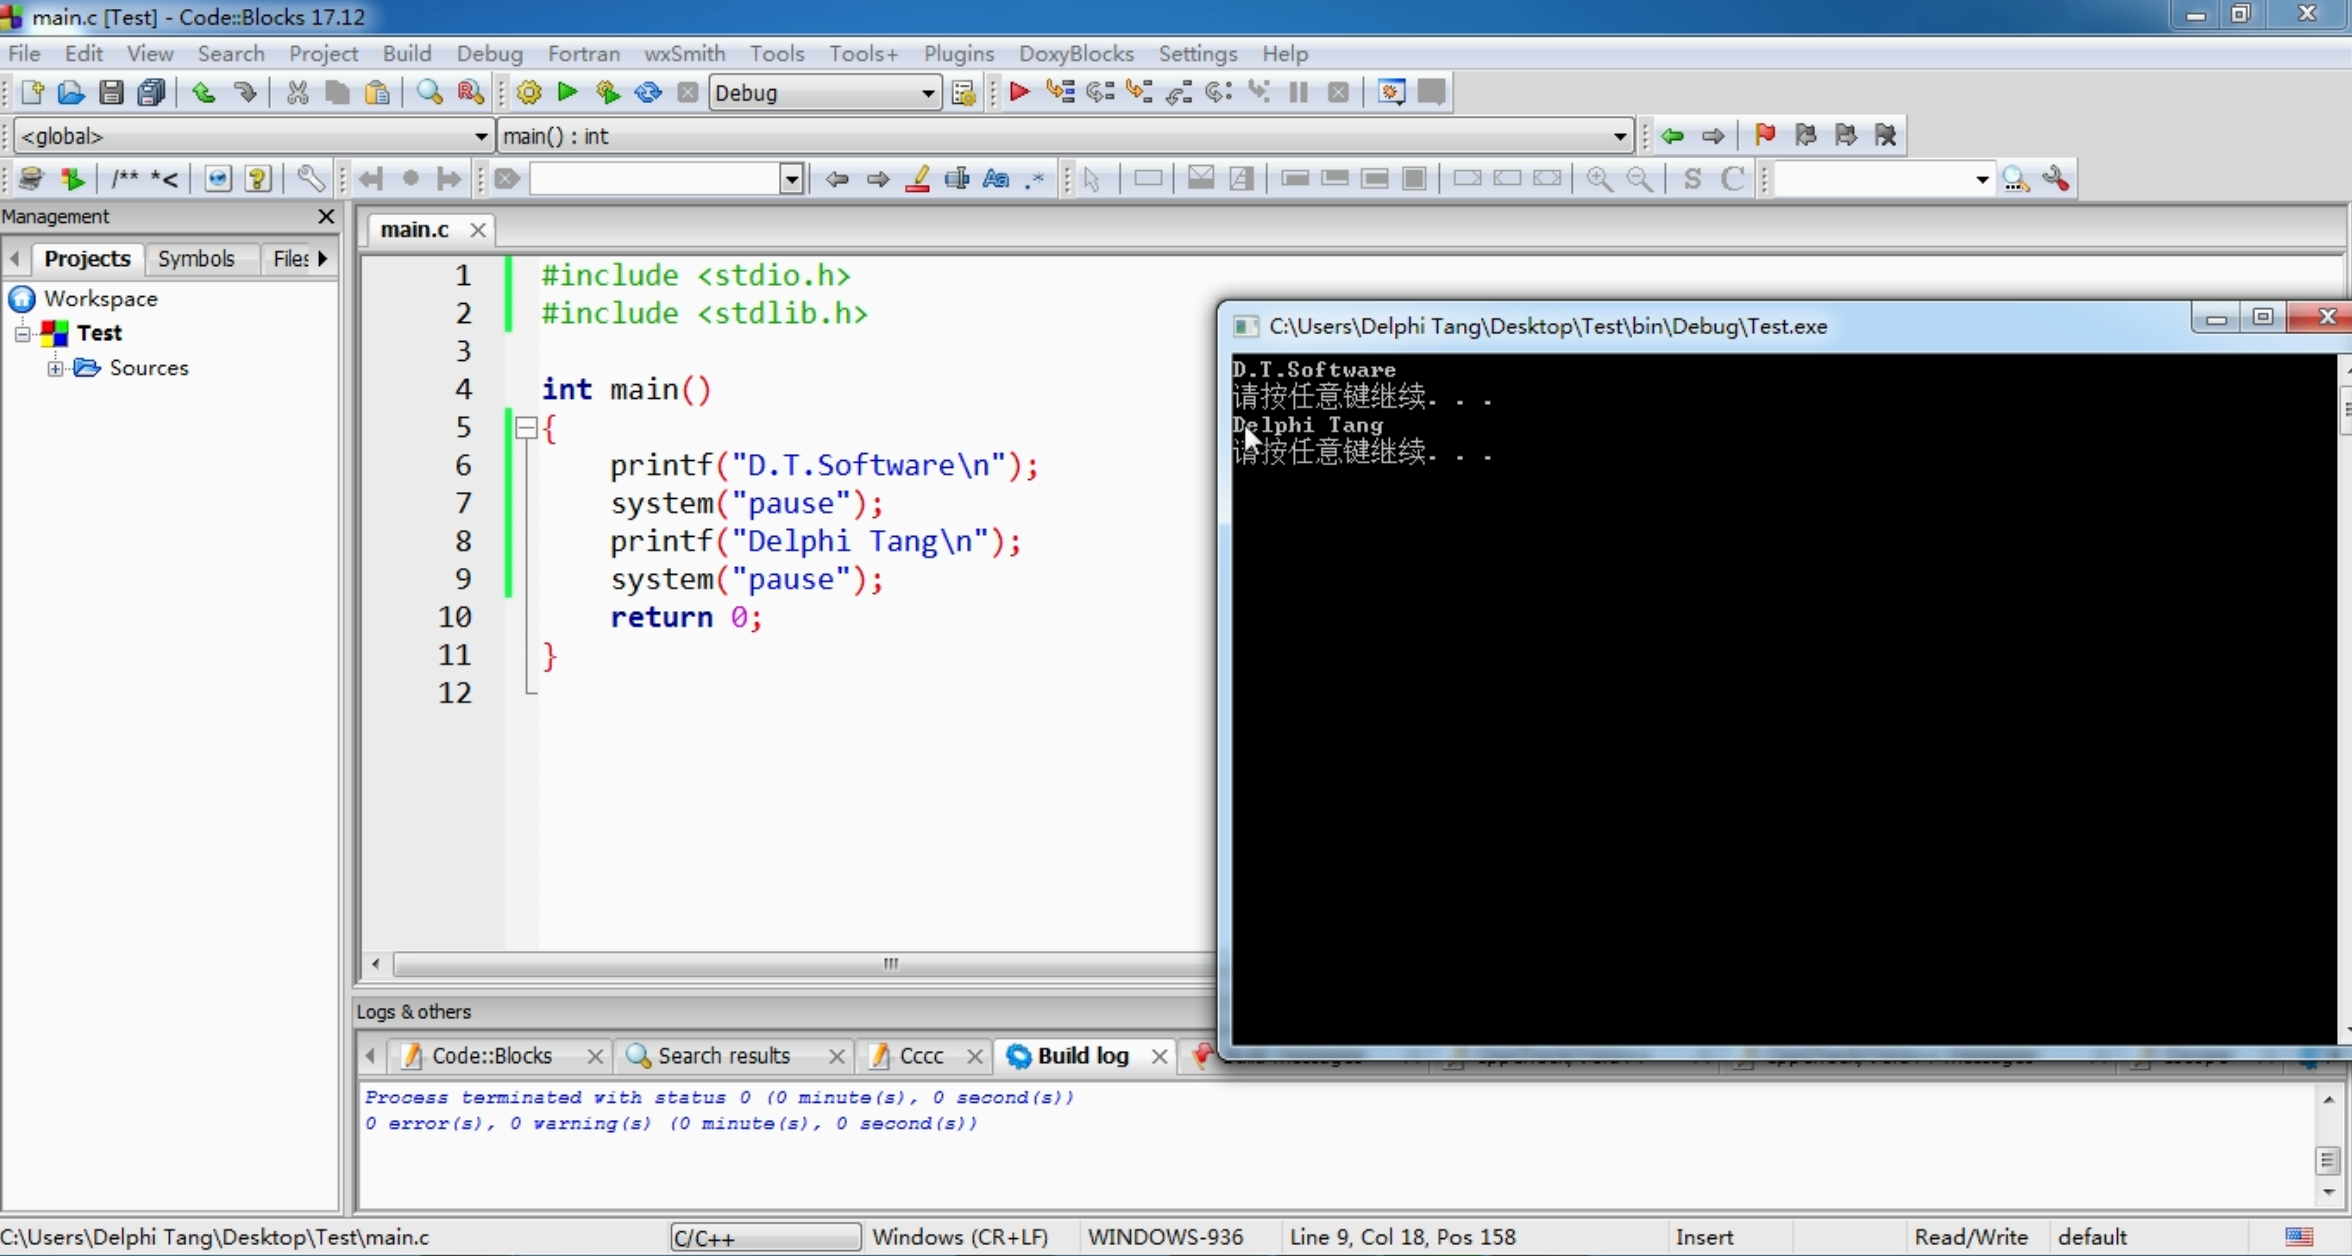 main.c [Test] - Code::Blocks 17.12
File Edit View Search Project Build Debug Fortran wxSmith Tools Tools+ Plugins DoxyBlocks Settings Help
Debug
<global> main() : int
/** *<
S C
Management
main.c
Projects Symbols Files
Workspace
Test
Sources
1 #include <stdio.h>
2 #include <stdlib.h>
3
4 int main()
5 {
6 printf("D.T.Software\n");
7 system("pause");
8 printf("Delphi Tang\n");
9 system("pause");
10 return 0;
11 }
12
C:\Users\Delphi Tang\Desktop\Test\bin\Debug\Test.exe
D.T.Software
请按任意键继续. . .
Delphi Tang
请按任意键继续. . .
Logs & others
Code::Blocks Search results Cccc Build log
Process terminated with status 0 (0 minute(s), 0 second(s))
0 error(s), 0 warning(s) (0 minute(s), 0 second(s))
C:\Users\Delphi Tang\Desktop\Test\main.c C/C++ Windows (CR+LF) WINDOWS-936 Line 9, Col 18, Pos 158 Insert Read/Write default